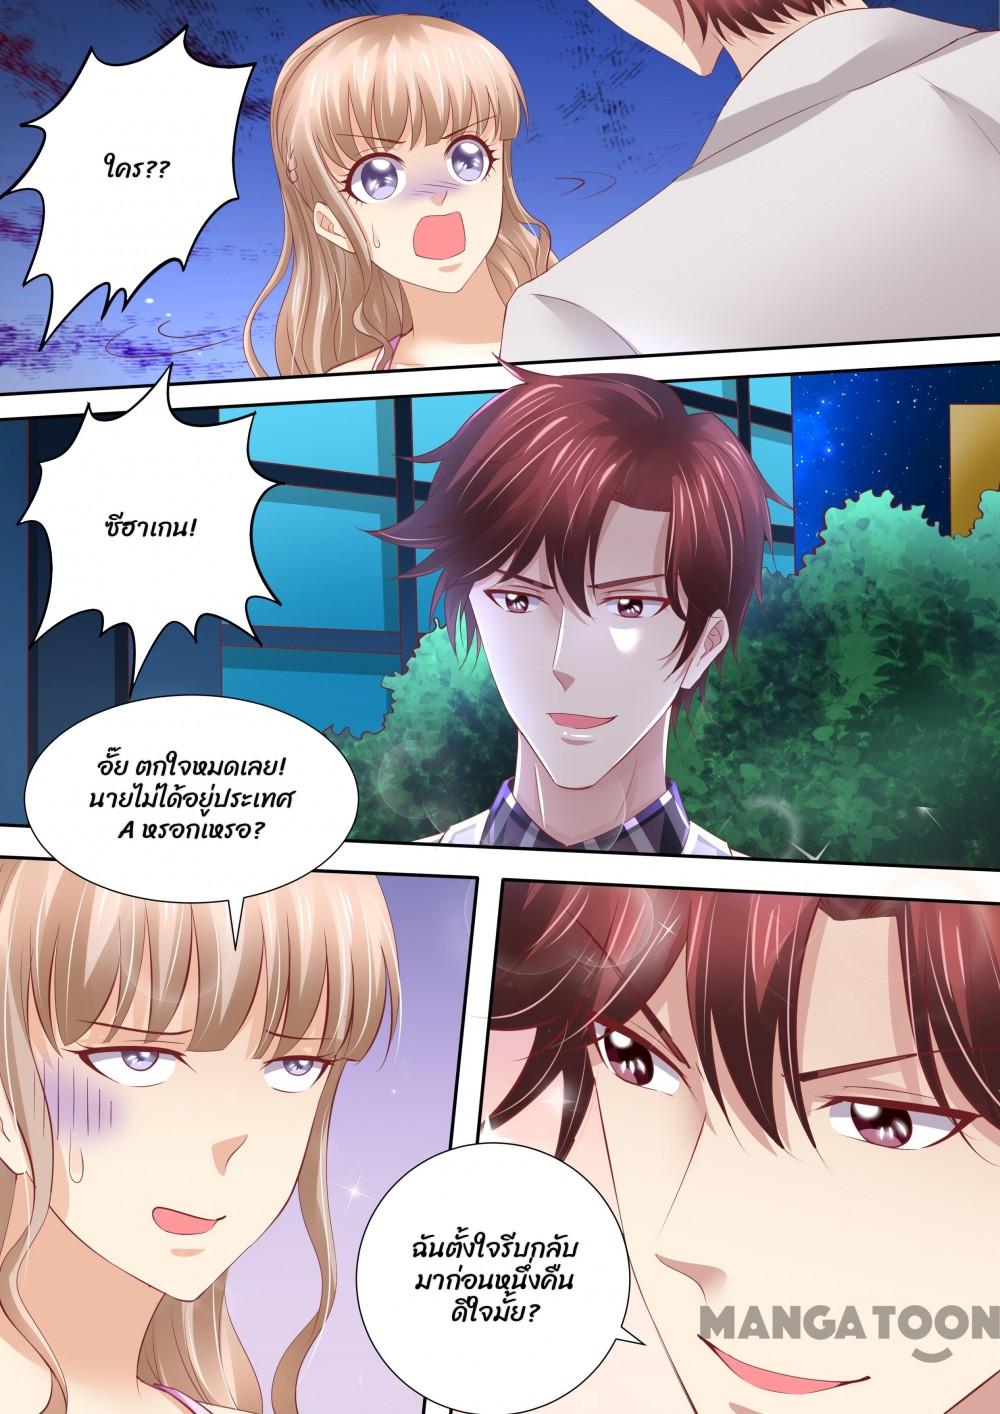 ใคร??
ซีฮาเกน!
อั๊ย ตกใจหมดเลย!
นายไม่ได้อยู่ประเทศ
A หรอกเหรอ?
ฉันตั้งใจรีบกลับ
มาก่อนหนึ่งคืน
ดีใจมั้ย?
MANGATOON